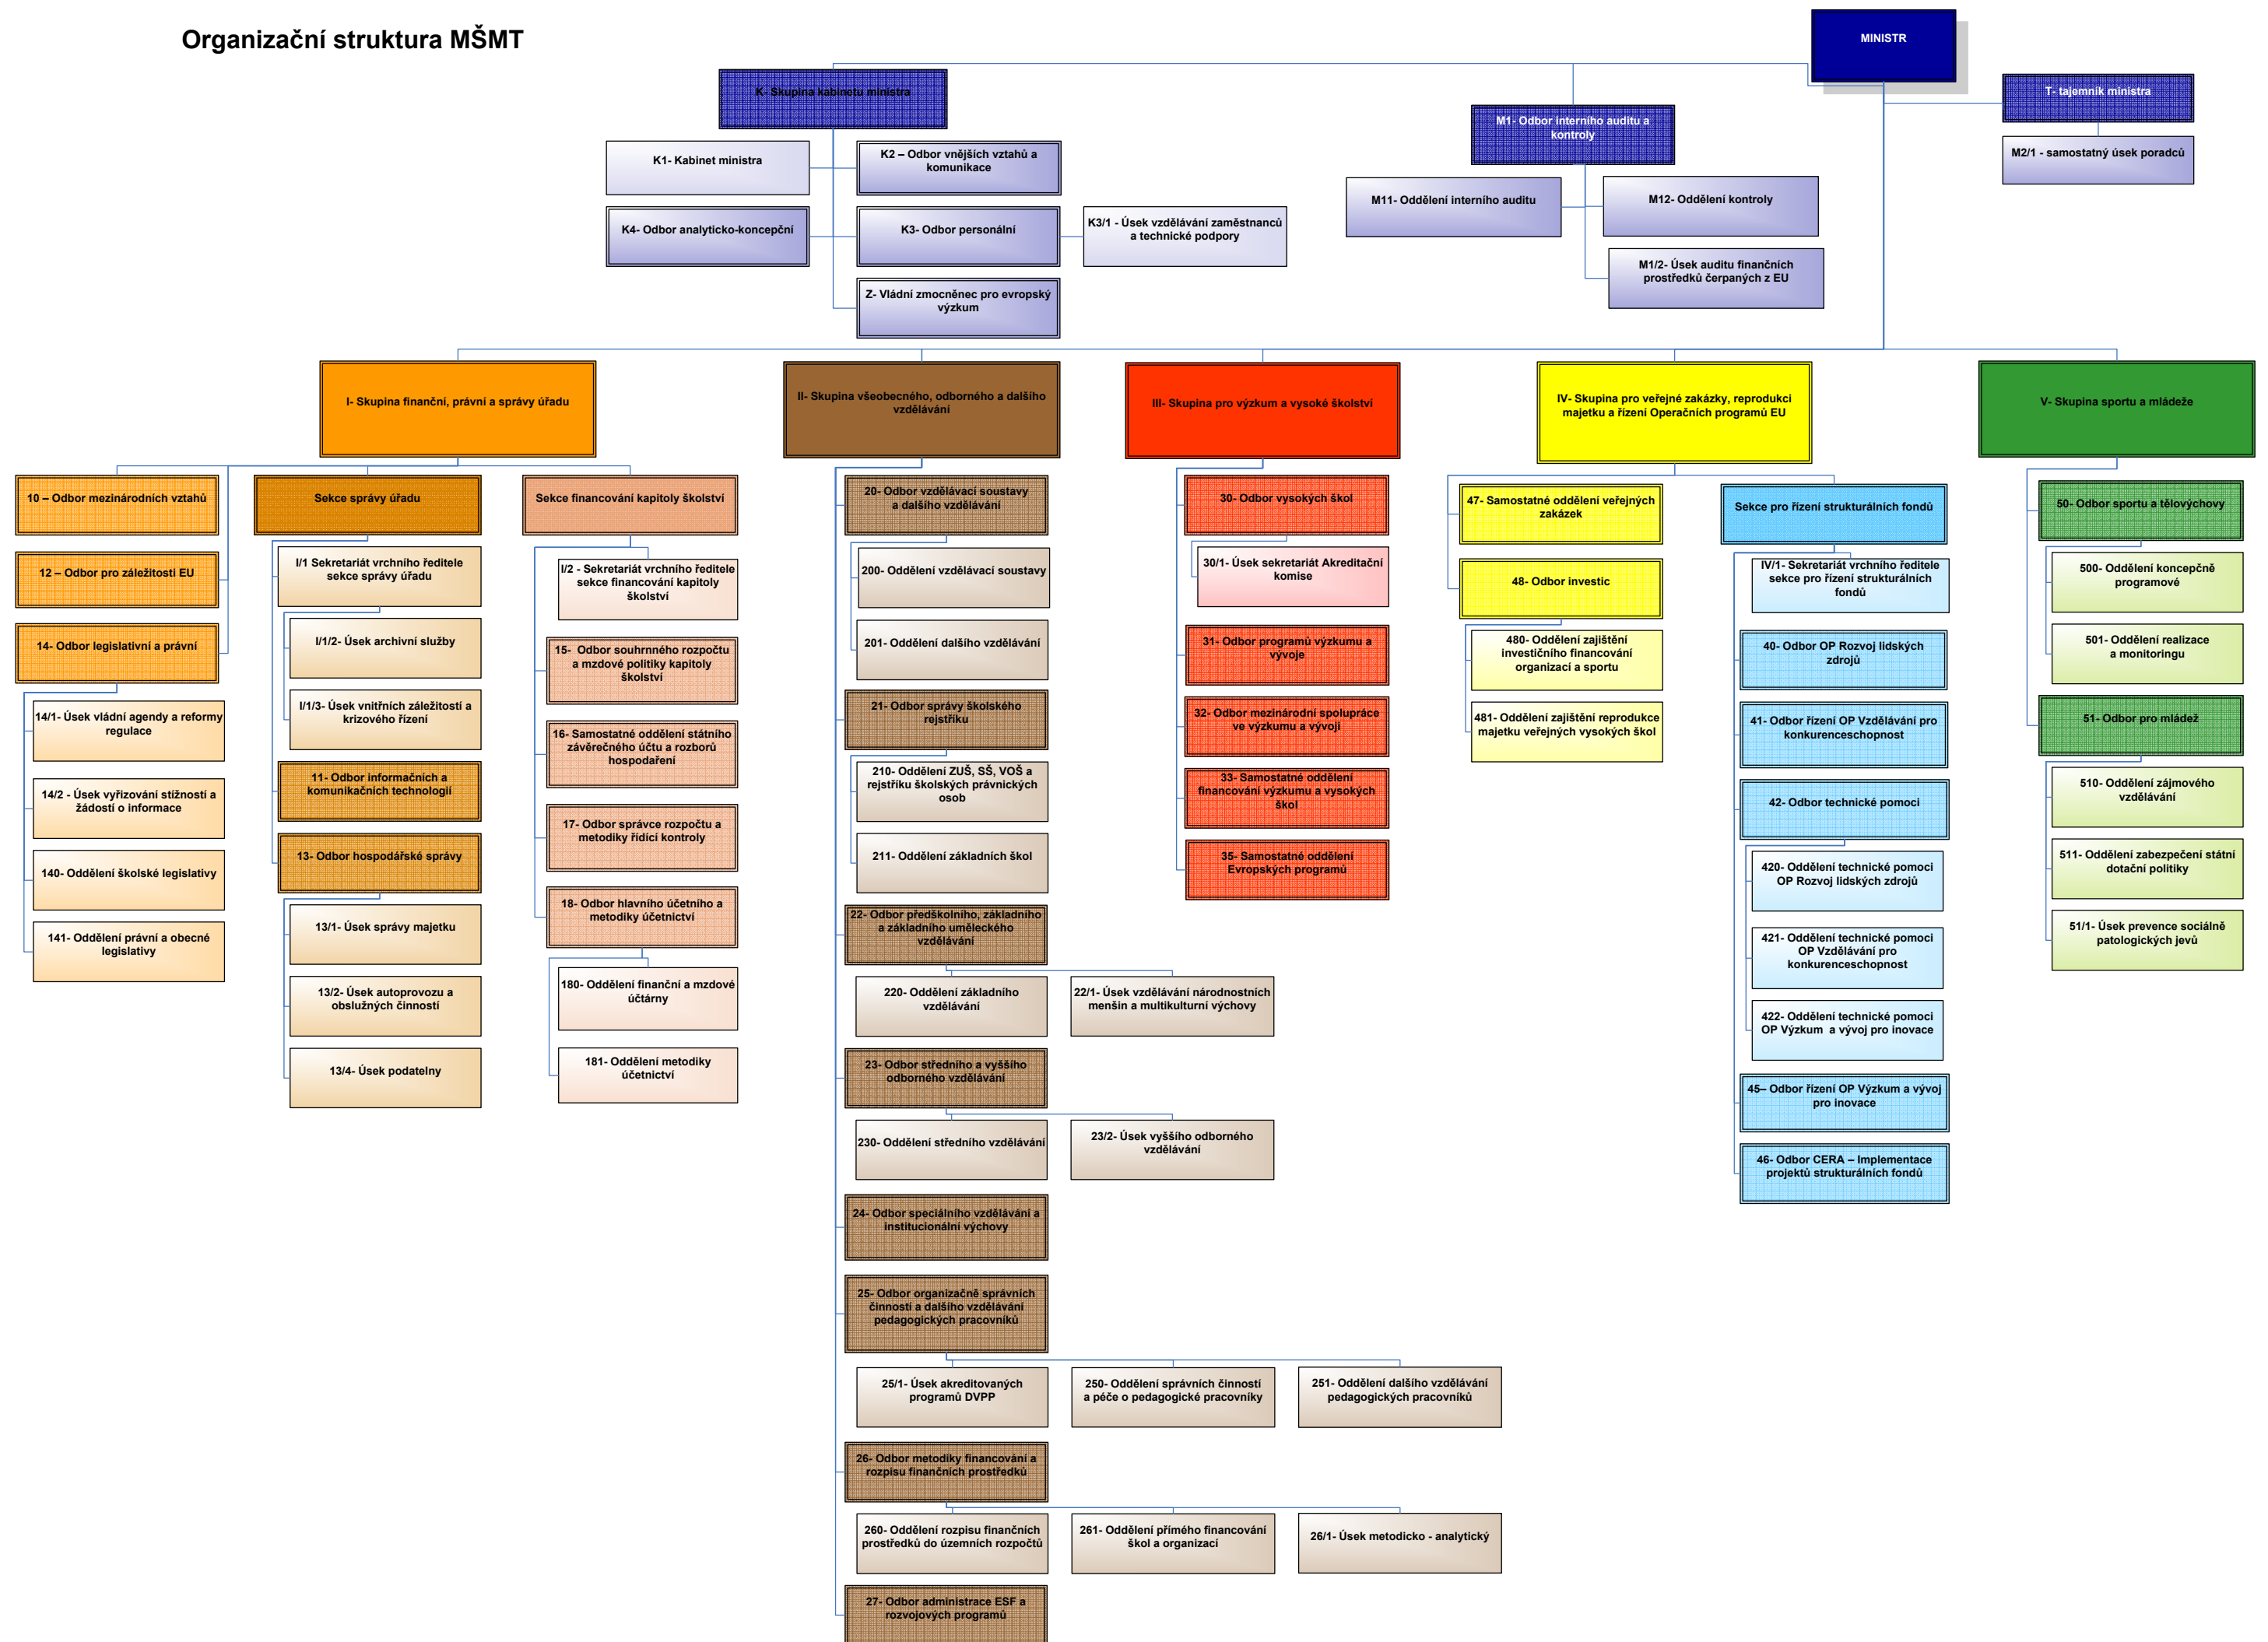 Organizační struktura MŠMT
MINISTR
K- Skupina kabinetu ministra
T- tajemník ministra
M1- Odbor interního auditu a
kontroly
K1- Kabinet ministra
K2 – Odbor vnějších vztahů a
komunikace
M2/1 - samostatný úsek poradců
M11- Oddělení interního auditu
M12- Oddělení kontroly
K4- Odbor analyticko-koncepční
K3- Odbor personální
K3/1 - Úsek vzdělávání zaměstnanců
a technické podpory
M1/2- Úsek auditu finančních
prostředků čerpaných z EU
Z- Vládní zmocněnec pro evropský
výzkum
I- Skupina finanční, právní a správy úřadu
II- Skupina všeobecného, odborného a dalšího
vzdělávání
III- Skupina pro výzkum a vysoké školství
IV- Skupina pro veřejné zakázky, reprodukci
majetku a řízení Operačních programů EU
V- Skupina sportu a mládeže
10 – Odbor mezinárodních vztahů
12 – Odbor pro záležitosti EU
14- Odbor legislativní a právní
14/1- Úsek vládní agendy a reformy
regulace
14/2 - Úsek vyřizování stížností a
žádostí o informace
140- Oddělení školské legislativy
141- Oddělení právní a obecné
legislativy
Sekce správy úřadu
I/1 Sekretariát vrchního ředitele
sekce správy úřadu
I/1/2- Úsek archivní služby
I/1/3- Úsek vnitřních záležitostí a
krizového řízení
11- Odbor informačních a
komunikačních technologií
13- Odbor hospodářské správy
13/1- Úsek správy majetku
13/2- Úsek autoprovozu a
obslužných činností
13/4- Úsek podatelny
Sekce financování kapitoly školství
I/2 - Sekretariát vrchního ředitele
sekce financování kapitoly
školství
15- Odbor souhrnného rozpočtu
a mzdové politiky kapitoly
školství
16- Samostatné oddělení státního
závěrečného účtu a rozborů
hospodaření
17- Odbor správce rozpočtu a
metodiky řídící kontroly
18- Odbor hlavního účetního a
metodiky účetnictví
180- Oddělení finanční a mzdové
účtárny
181- Oddělení metodiky
účetnictví
20- Odbor vzdělávací soustavy
a dalšího vzdělávání
200- Oddělení vzdělávací soustavy
201- Oddělení dalšího vzdělávání
21- Odbor správy školského
rejstříku
210- Oddělení ZUŠ, SŠ, VOŠ a
rejstříku školských právnických
osob
211- Oddělení základních škol
22- Odbor předškolního, základního
a základního uměleckého
vzdělávání
220- Oddělení základního
vzdělávání
22/1- Úsek vzdělávání národnostních
menšin a multikulturní výchovy
23- Odbor středního a vyššího
odborného vzdělávání
230- Oddělení středního vzdělávání
23/2- Úsek vyššího odborného
vzdělávání
24- Odbor speciálního vzdělávání a
institucionální výchovy
25- Odbor organizačně správních
činností a dalšího vzdělávání
pedagogických pracovníků
25/1- Úsek akreditovaných
programů DVPP
250- Oddělení správních činností
a péče o pedagogické pracovníky
251- Oddělení dalšího vzdělávání
pedagogických pracovníků
26- Odbor metodiky financování a
rozpisu finančních prostředků
260- Oddělení rozpisu finančních
prostředků do územních rozpočtů
261- Oddělení přímého financování
škol a organizací
26/1- Úsek metodicko - analytický
27- Odbor administrace ESF a
rozvojových programů
30- Odbor vysokých škol
30/1- Úsek sekretariát Akreditační
komise
31- Odbor programů výzkumu a
vývoje
32- Odbor mezinárodní spolupráce
ve výzkumu a vývoji
33- Samostatné oddělení
financování výzkumu a vysokých
škol
35- Samostatné oddělení
Evropských programů
47- Samostatné oddělení veřejných
zakázek
48- Odbor investic
480- Oddělení zajištění
investičního financování
organizací a sportu
481- Oddělení zajištění reprodukce
majetku veřejných vysokých škol
Sekce pro řízení strukturálních fondů
IV/1- Sekretariát vrchního ředitele
sekce pro řízení strukturálních
fondů
40- Odbor OP Rozvoj lidských
zdrojů
41- Odbor řízení OP Vzdělávání pro
konkurenceschopnost
42- Odbor technické pomoci
420- Oddělení technické pomoci
OP Rozvoj lidských zdrojů
421- Oddělení technické pomoci
OP Vzdělávání pro
konkurenceschopnost
422- Oddělení technické pomoci
OP Výzkum a vývoj pro inovace
45– Odbor řízení OP Výzkum a vývoj
pro inovace
46- Odbor CERA – Implementace
projektů strukturálních fondů
50- Odbor sportu a tělovýchovy
500- Oddělení koncepčně
programové
501- Oddělení realizace
a monitoringu
51- Odbor pro mládež
510- Oddělení zájmového
vzdělávání
511- Oddělení zabezpečení státní
dotační politiky
51/1- Úsek prevence sociálně
patologických jevů